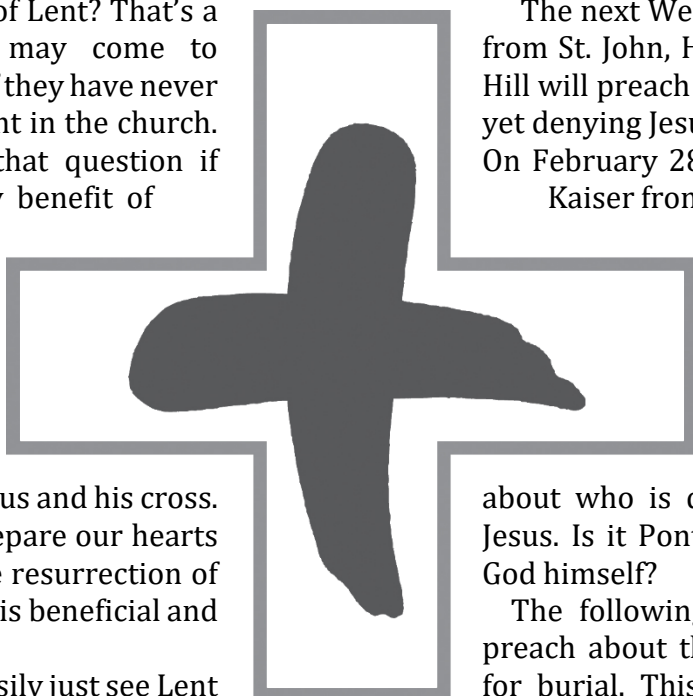 of Lent? That’s a
may come to
they have never
nt in the church.
that question if
benefit of
us and his cross.
epare our hearts
resurrection of
is beneficial and
sily just see Lent
The next We
from St. John, H
Hill will preach
yet denying Jesu
On February 28
Kaiser from
about who is
Jesus. Is it Pont
God himself?
The following
preach about th
for burial. This